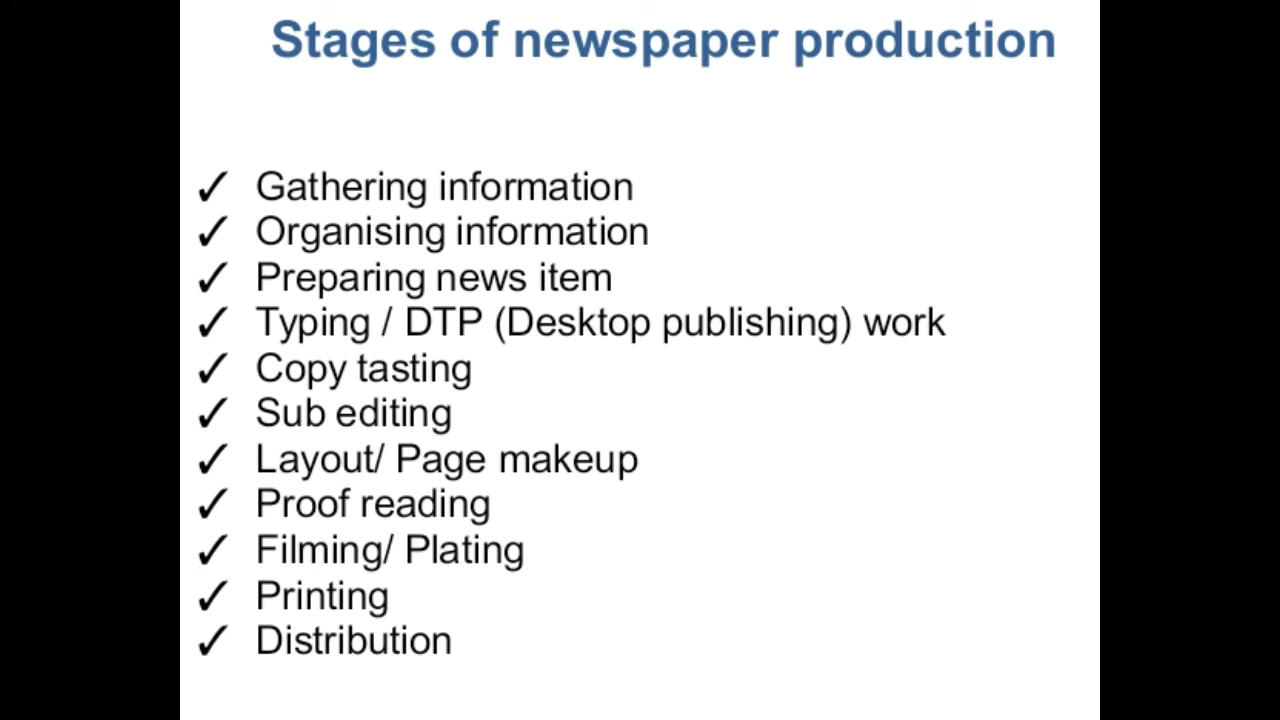 Stages of newspaper production
✓ Gathering information
✓ Organising information
✓ Preparing news item
✓ Typing / DTP (Desktop publishing) work
✓ Copy tasting
✓ Sub editing
✓ Layout/ Page makeup
✓ Proof reading
✓ Filming/ Plating
✓ Printing
✓ Distribution